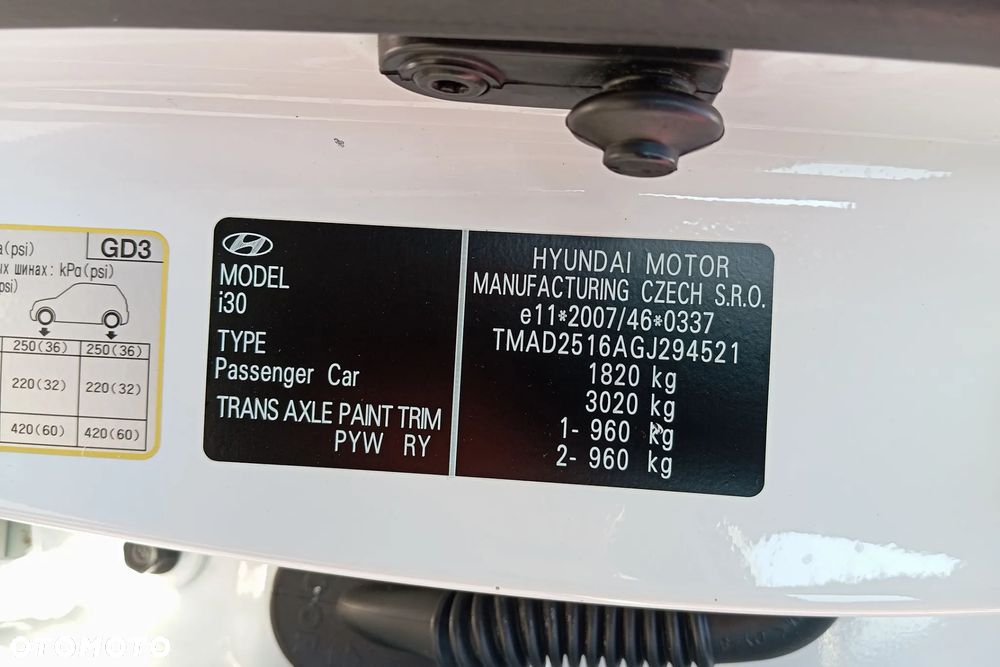 а(psi)
GD3
ых шинах: kPa(psi)
psi)
250(36) 250(36)
220(32) 220(32)
420(60) 420(60)
MODEL
i30
TYPE
Passenger Car
TRANS AXLE PAINT TRIM
PYW RY
HYUNDAI MOTOR
MANUFACTURING CZECH S.R.O.
e11*2007/46*0337
TMAD2516AGJ294521
1820 kg
3020 kg
1- 960 kg
2- 960 kg
OTOMOTO